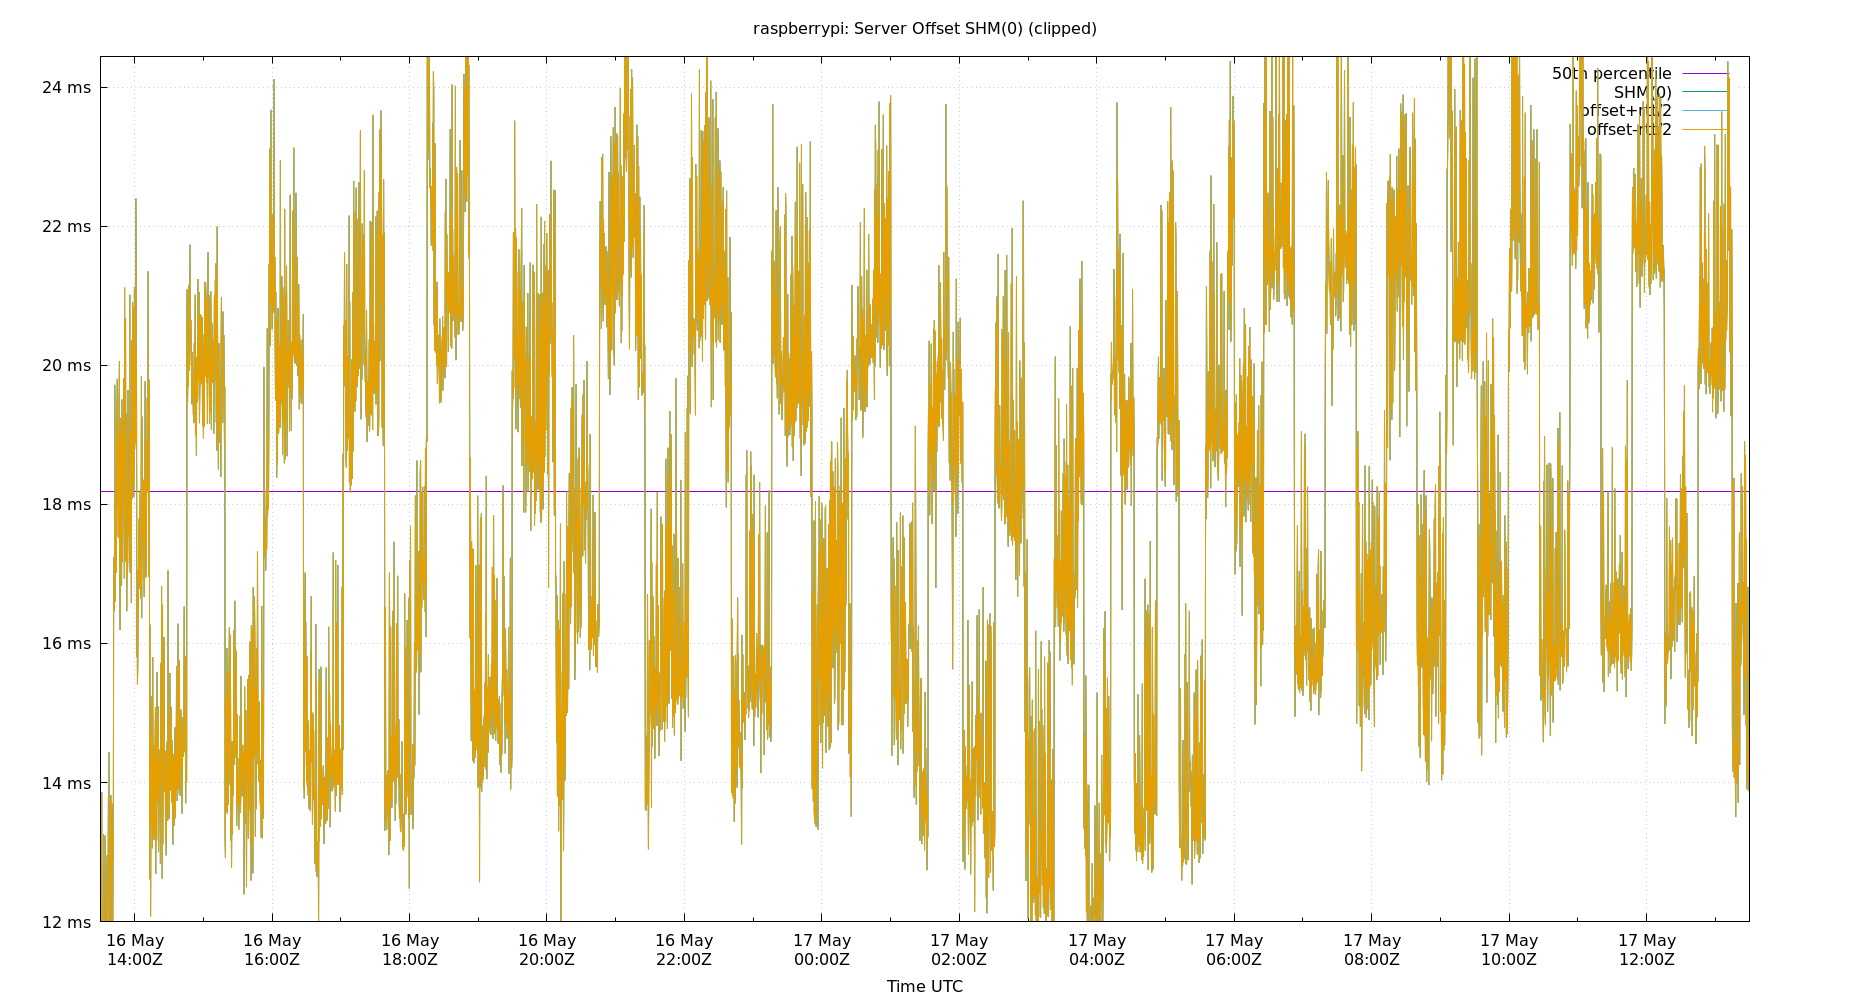 raspberrypi: Server Offset SHM(0) (clipped)
50th percentile
SHM(0)
offset+rtt/2
offset-rtt/2
24 ms
22 ms
20 ms
18 ms
16 ms
14 ms
12 ms
16 May 16 May 16 May 16 May 16 May 17 May 17 May 17 May 17 May 17 May 17 May 17 May
14:00Z 16:00Z 18:00Z 20:00Z 22:00Z 00:00Z 02:00Z 04:00Z 06:00Z 08:00Z 10:00Z 12:00Z
Time UTC